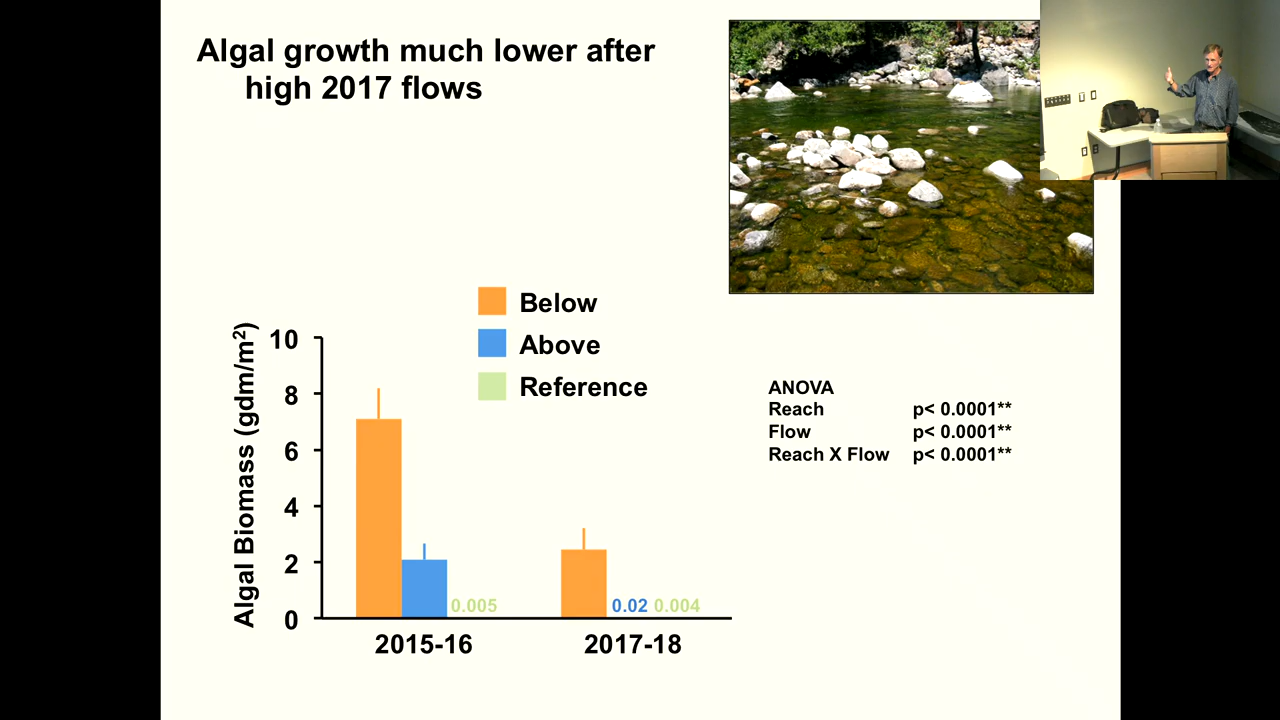 Algal growth much lower after
high 2017 flows
Below
Above
Reference
Algal Biomass (gdm/m²)
10
8
6
4
2
0
0.005
0.02 0.004
2015-16
2017-18
ANOVA
Reach p< 0.0001**
Flow p< 0.0001**
Reach X Flow p< 0.0001**